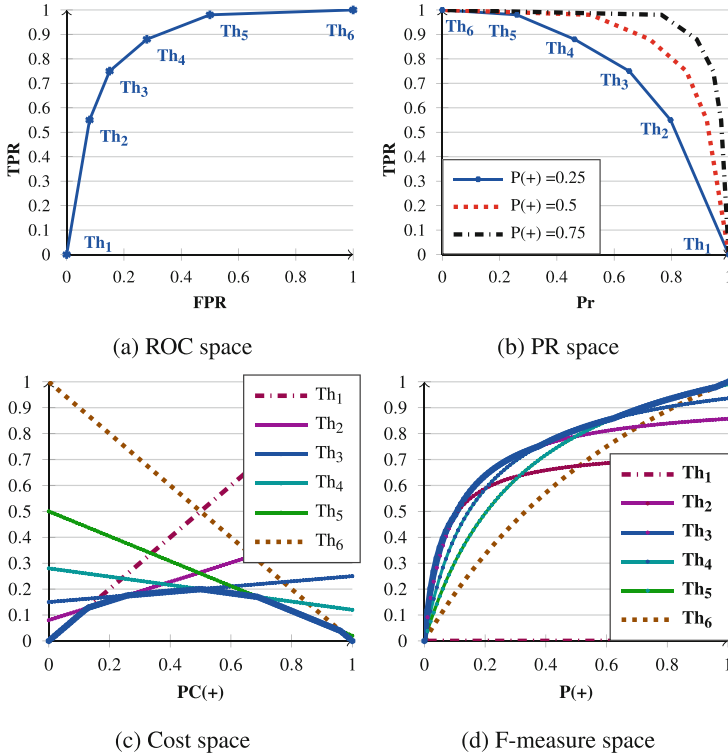 1
0.9
0.8
0.7
0.6
0.5
0.4
0.3
0.2
0.1
0
TPR
Th1
Th2
Th3
Th4
Th5
Th6
0 0.2 0.4 0.6 0.8 1
FPR
(a) ROC space
1
0.9
0.8
0.7
0.6
0.5
0.4
0.3
0.2
0.1
0
TPR
Th6
Th5
Th4
Th3
Th2
Th1
P(+) =0.25
P(+) =0.5
P(+) =0.75
0 0.2 0.4 0.6 0.8 1
Pr
(b) PR space
1
0.9
0.8
0.7
0.6
0.5
0.4
0.3
0.2
0.1
0
Th1
Th2
Th3
Th4
Th5
Th6
0 0.2 0.4 0.6 0.8 1
PC(+)
(c) Cost space
1
0.9
0.8
0.7
0.6
0.5
0.4
0.3
0.2
0.1
0
Th1
Th2
Th3
Th4
Th5
Th6
0 0.2 0.4 0.6 0.8 1
P(+)
(d) F-measure space